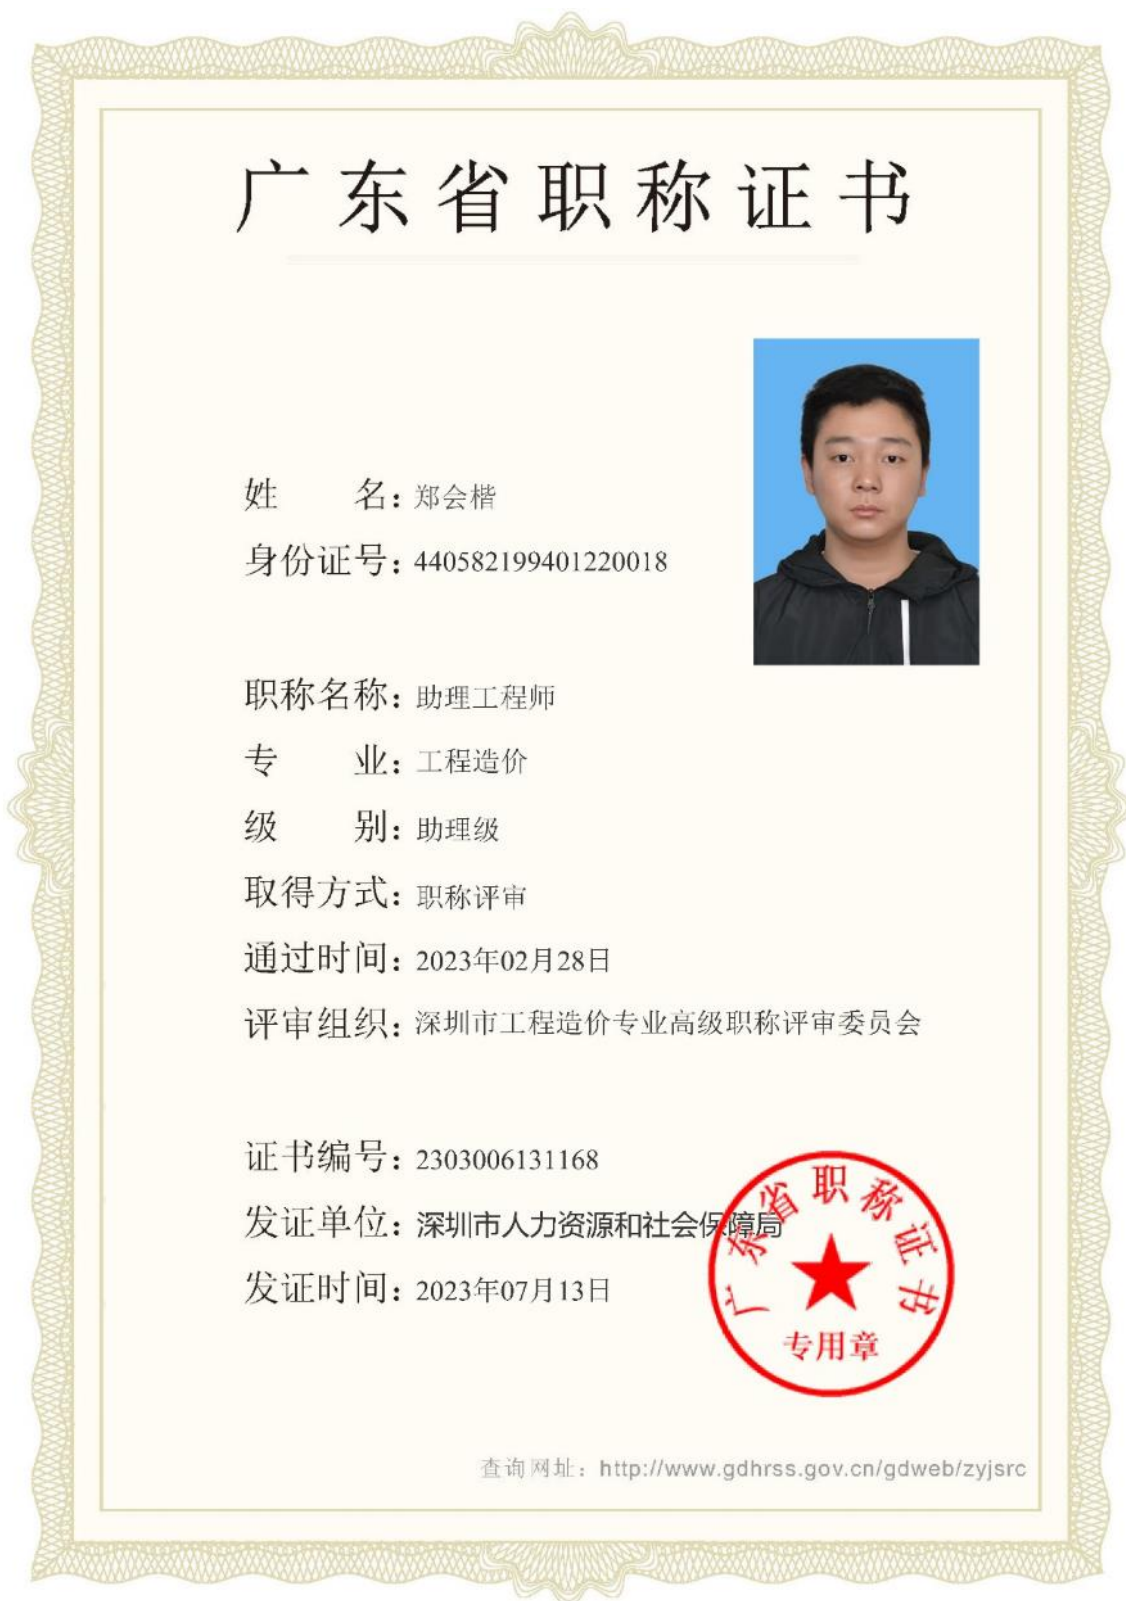 广东省职称证书
姓 名：郑会楷
身份证号：440582199401220018
职称名称：助理工程师
专 业：工程造价
级 别：助理级
取得方式：职称评审
通过时间：2023年02月28日
评审组织：深圳市工程造价专业高级职称评审委员会
证书编号：2303006131168
发证单位：深圳市人力资源和社会保障局
发证时间：2023年07月13日
广东省职称证书
专用章
查询网址：http://www.gdhrss.gov.cn/gdweb/zyjsrc